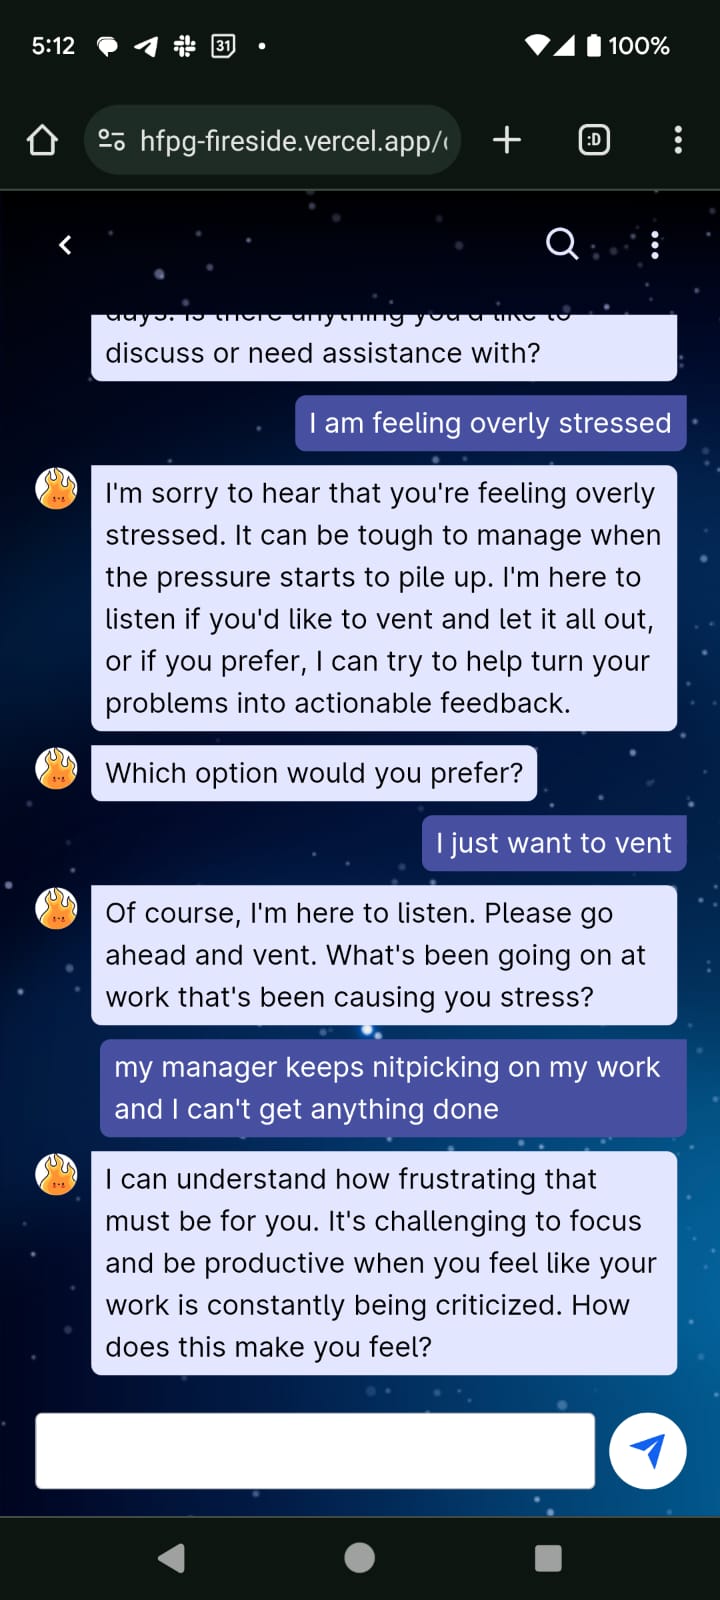 5:12
31
100%
hfpg-fireside.vercel.app/
:D
days. Is there anything you'd like to
discuss or need assistance with?
I am feeling overly stressed
I'm sorry to hear that you're feeling overly
stressed. It can be tough to manage when
the pressure starts to pile up. I'm here to
listen if you'd like to vent and let it all out,
or if you prefer, I can try to help turn your
problems into actionable feedback.
Which option would you prefer?
I just want to vent
Of course, I'm here to listen. Please go
ahead and vent. What's been going on at
work that's been causing you stress?
my manager keeps nitpicking on my work
and I can't get anything done
I can understand how frustrating that
must be for you. It's challenging to focus
and be productive when you feel like your
work is constantly being criticized. How
does this make you feel?